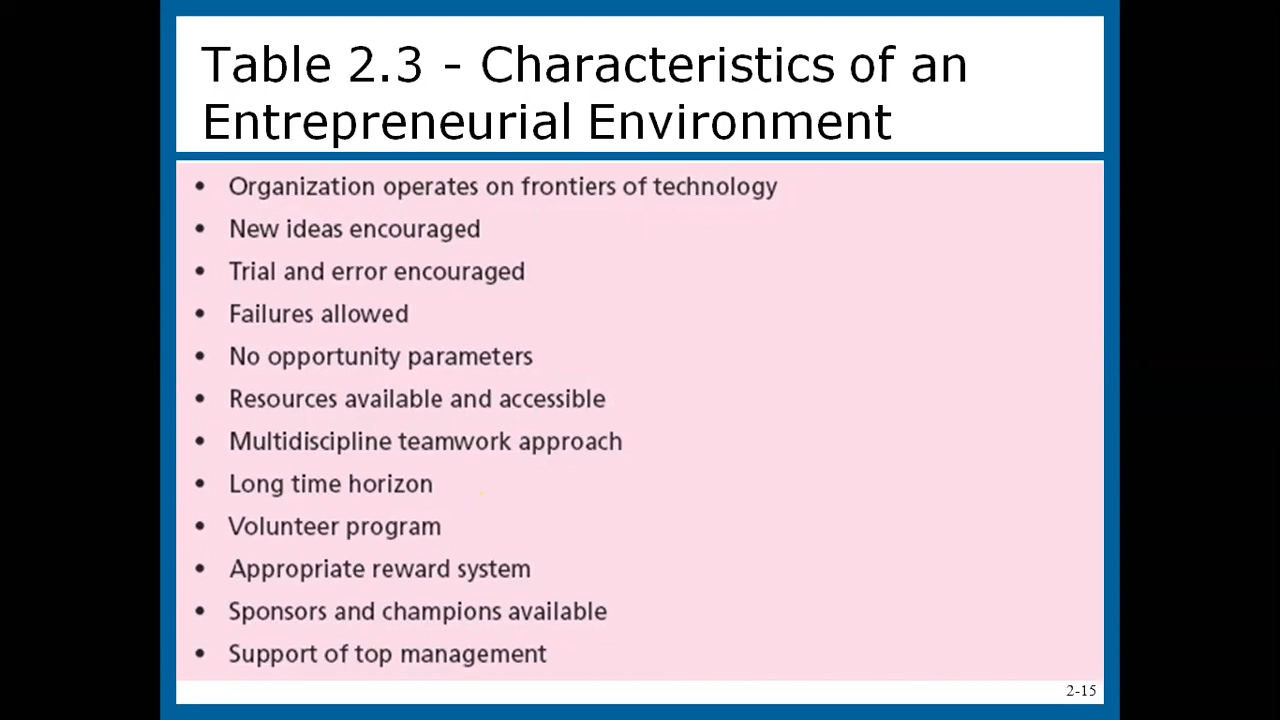 Table 2.3 - Characteristics of an
Entrepreneurial Environment
• Organization operates on frontiers of technology
• New ideas encouraged
• Trial and error encouraged
• Failures allowed
• No opportunity parameters
• Resources available and accessible
• Multidiscipline teamwork approach
• Long time horizon
• Volunteer program
• Appropriate reward system
• Sponsors and champions available
• Support of top management
2-15